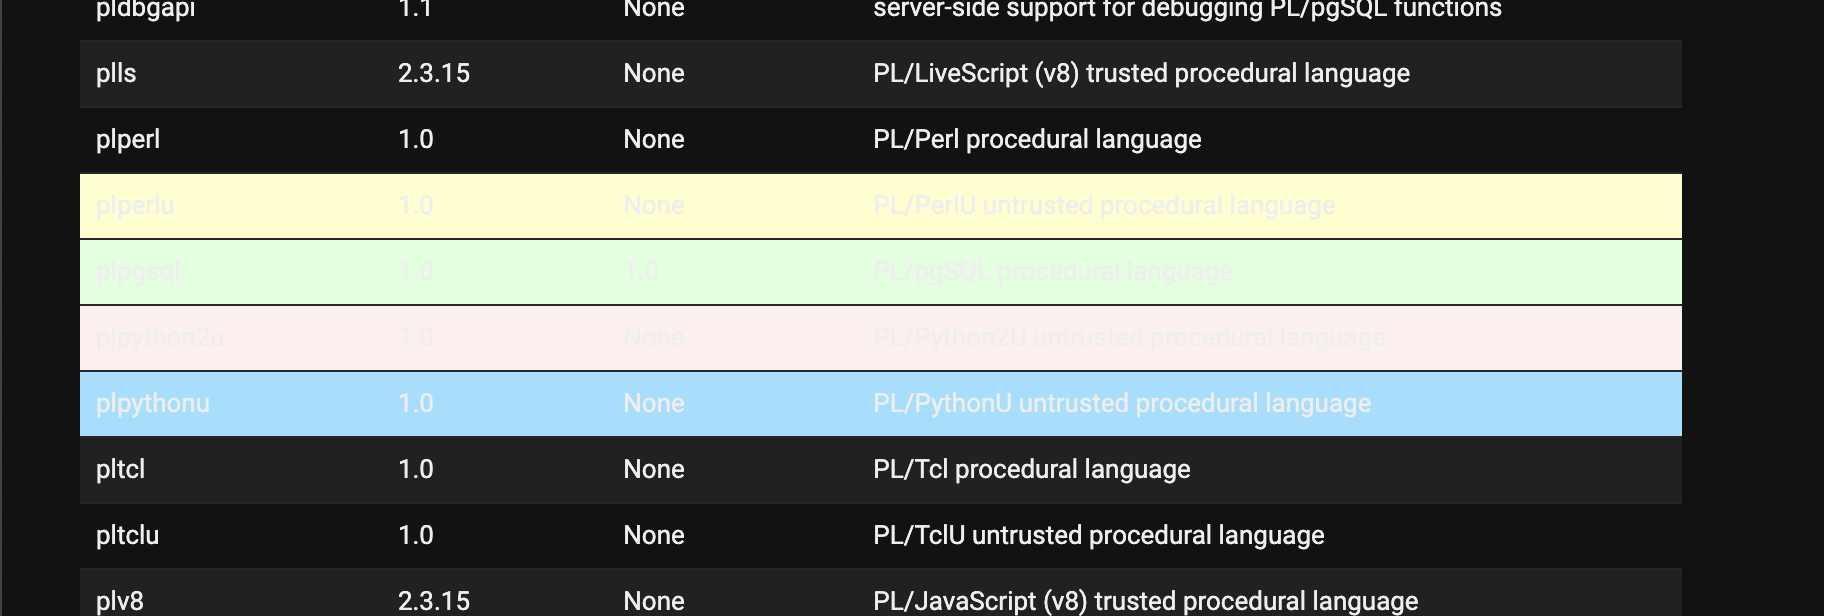 pldbgapi 1.1 None server-side support for debugging PL/pgSQL functions
plls 2.3.15 None PL/LiveScript (v8) trusted procedural language
plperl 1.0 None PL/Perl procedural language
plperlu 1.0 None PL/PerlU untrusted procedural language
plpgsql 1.0 1.0 PL/pgSQL procedural language
plpython2u 1.0 None PL/Python2U untrusted procedural language
plpythonu 1.0 None PL/PythonU untrusted procedural language
pltcl 1.0 None PL/Tcl procedural language
pltclu 1.0 None PL/TclU untrusted procedural language
plv8 2.3.15 None PL/JavaScript (v8) trusted procedural language